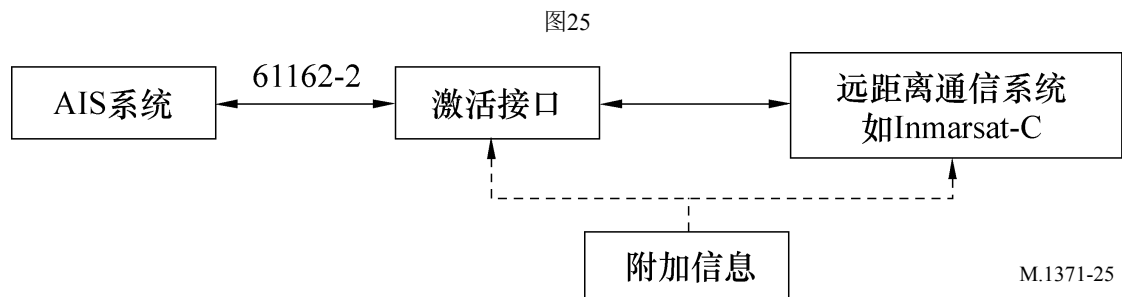 图25
61162-2
AIS系统
激活接口
远距离通信系统
如Inmarsat-C
附加信息
M.1371-25